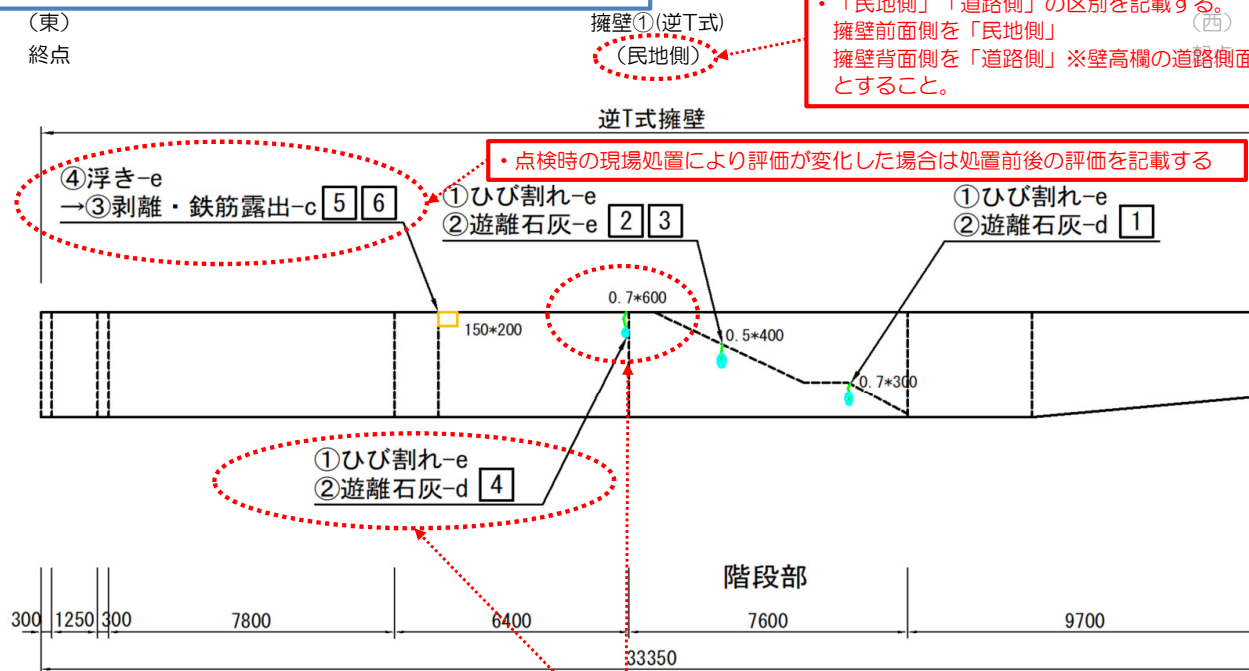 (東)
終点
擁壁①(逆T式)
(民地側)
・「民地側」「道路側」の区別を記載する。
擁壁前面側を「民地側」
擁壁背面側を「道路側」※壁高欄の道路側面
とすること。
(西)
起点
逆T式擁壁
・点検時の現場処置により評価が変化した場合は処置前後の評価を記載する
④浮き-e
→③剥離・鉄筋露出-c 5 6
①ひび割れ-e
②遊離石灰-e 2 3
①ひび割れ-e
②遊離石灰-d 1
0.7*600
150*200
0.5*400
0.7*300
①ひび割れ-e
②遊離石灰-d 4
階段部
300 1250 300 7800 6400 7600 9700
33350